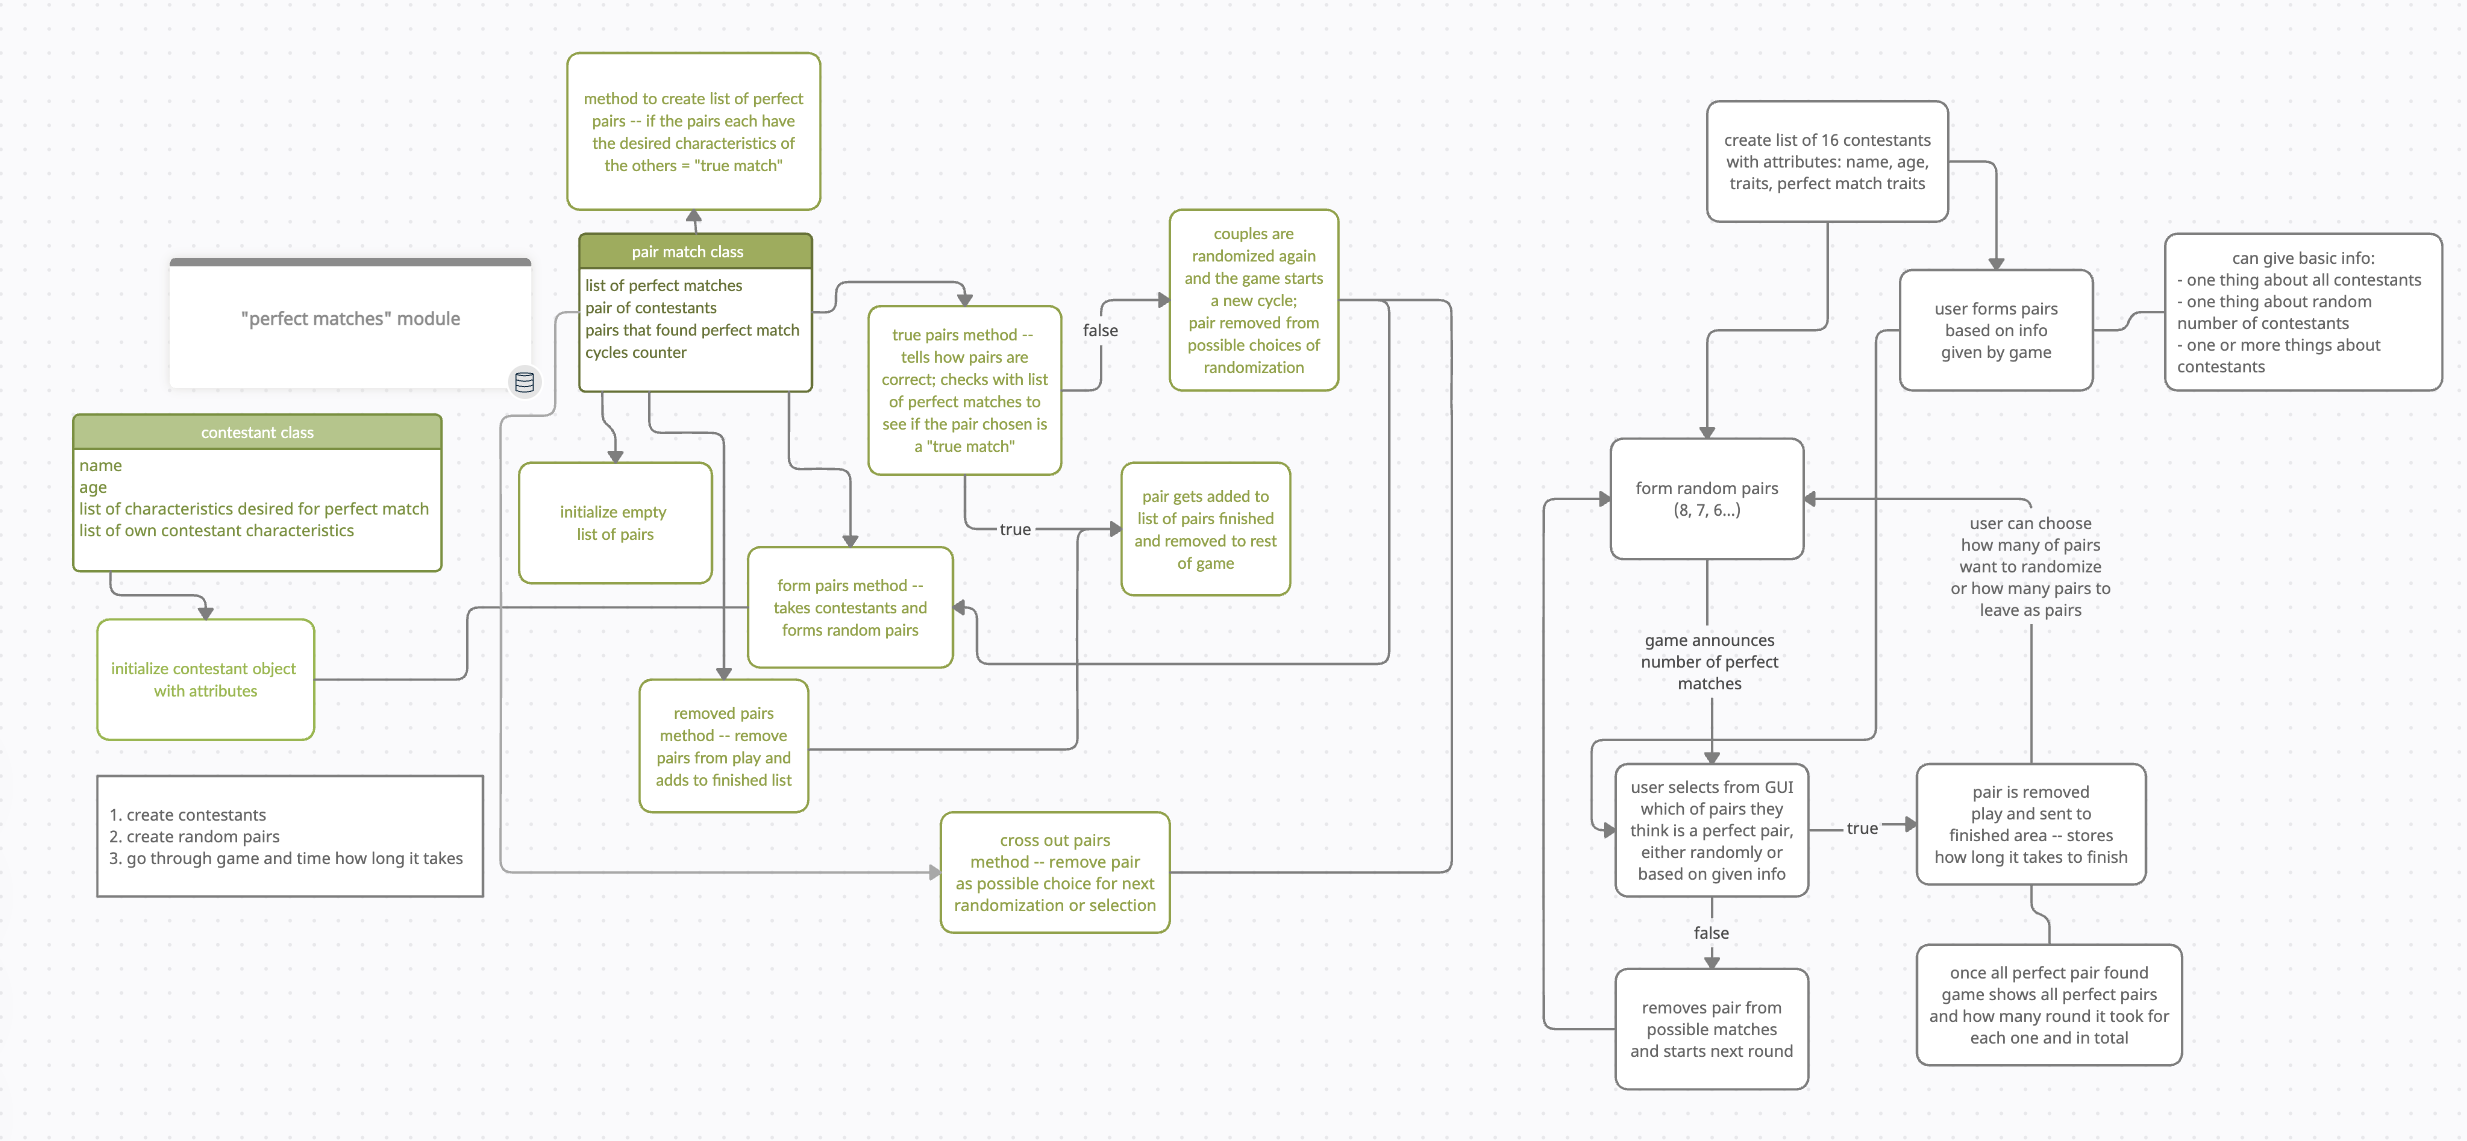 method to create list of perfect
pairs -- if the pairs each have
the desired characteristics of
the others = "true match"
"perfect matches" module
pair match class
list of perfect matches
pair of contestants
pairs that found perfect match
cycles counter
contestant class
name
age
list of characteristics desired for perfect match
list of own contestant characteristics
initialize contestant object
with attributes
1. create contestants
2. create random pairs
3. go through game and time how long it takes
initialize empty
list of pairs
form pairs method --
takes contestants and
forms random pairs
removed pairs
method -- remove
pairs from play and
adds to finished list
true pairs method --
tells how pairs are
correct; checks with list
of perfect matches to
see if the pair chosen is
a "true match"
false
true
couples are
randomized again
and the game starts
a new cycle;
pair removed from
possible choices of
randomization
pair gets added to
list of pairs finished
and removed to rest
of game
cross out pairs
method -- remove pair
as possible choice for next
randomization or selection
create list of 16 contestants
with attributes: name, age,
traits, perfect match traits
user forms pairs
based on info
given by game
can give basic info:
- one thing about all contestants
- one thing about random
number of contestants
- one or more things about
contestants
form random pairs
(8, 7, 6...)
user can choose
how many of pairs
want to randomize
or how many pairs to
leave as pairs
game announces
number of perfect
matches
user selects from GUI
which of pairs they
think is a perfect pair,
either randomly or
based on given info
true
pair is removed
play and sent to
finished area -- stores
how long it takes to finish
false
removes pair from
possible matches
and starts next round
once all perfect pair found
game shows all perfect pairs
and how many round it took for
each one and in total